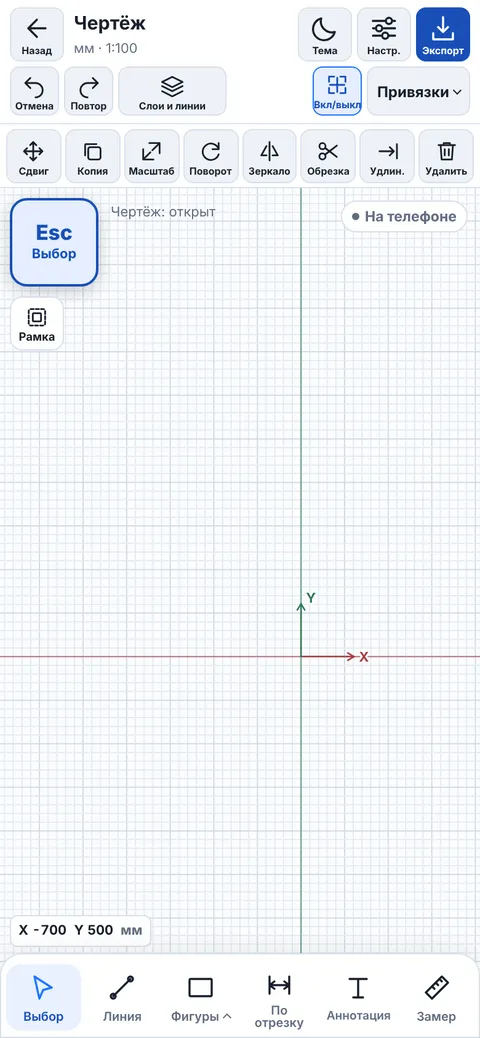 Назад
Чертёж
мм · 1:100
Тема
Настр.
Экспорт
Отмена
Повтор
Слои и линии
Вкл/выкл
Привязки
Сдвиг
Копия
Масштаб
Поворот
Зеркало
Обрезка
Удлин.
Удалить
Esc
Выбор
Чертёж: открыт
На телефоне
Рамка
Y
X
X -700 Y 500 мм
Выбор
Линия
Фигуры
По
отрезку
Аннотация
Замер